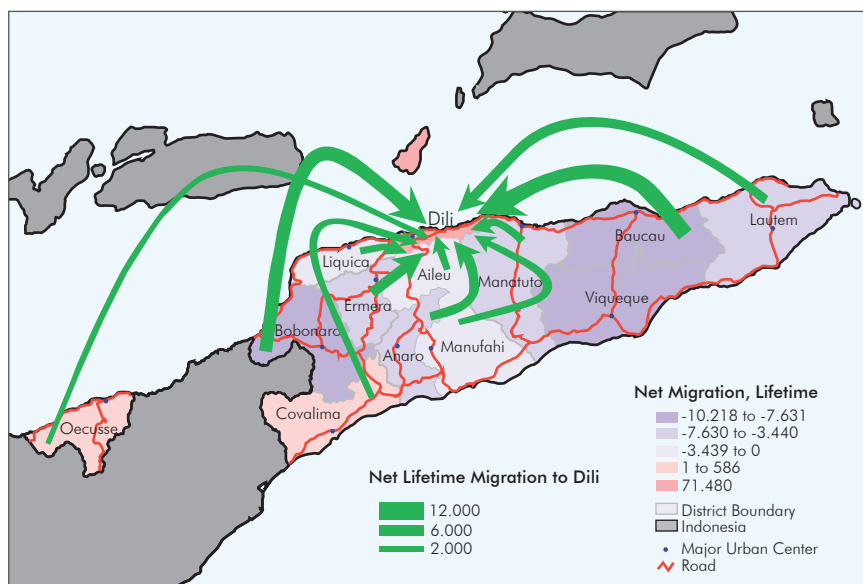 Dili
Lautem
Baucau
Liquica
Aileu
Manatuto
Ermera
Viqueque
Bobonaro
Manufahi
Anaro
Covalima
Oecusse
Net Migration, Lifetime
-10.218 to -7.631
-7.630 to -3.440
-3.439 to 0
1 to 586
71.480
District Boundary
Indonesia
Major Urban Center
Road
Net Lifetime Migration to Dili
12.000
6.000
2.000